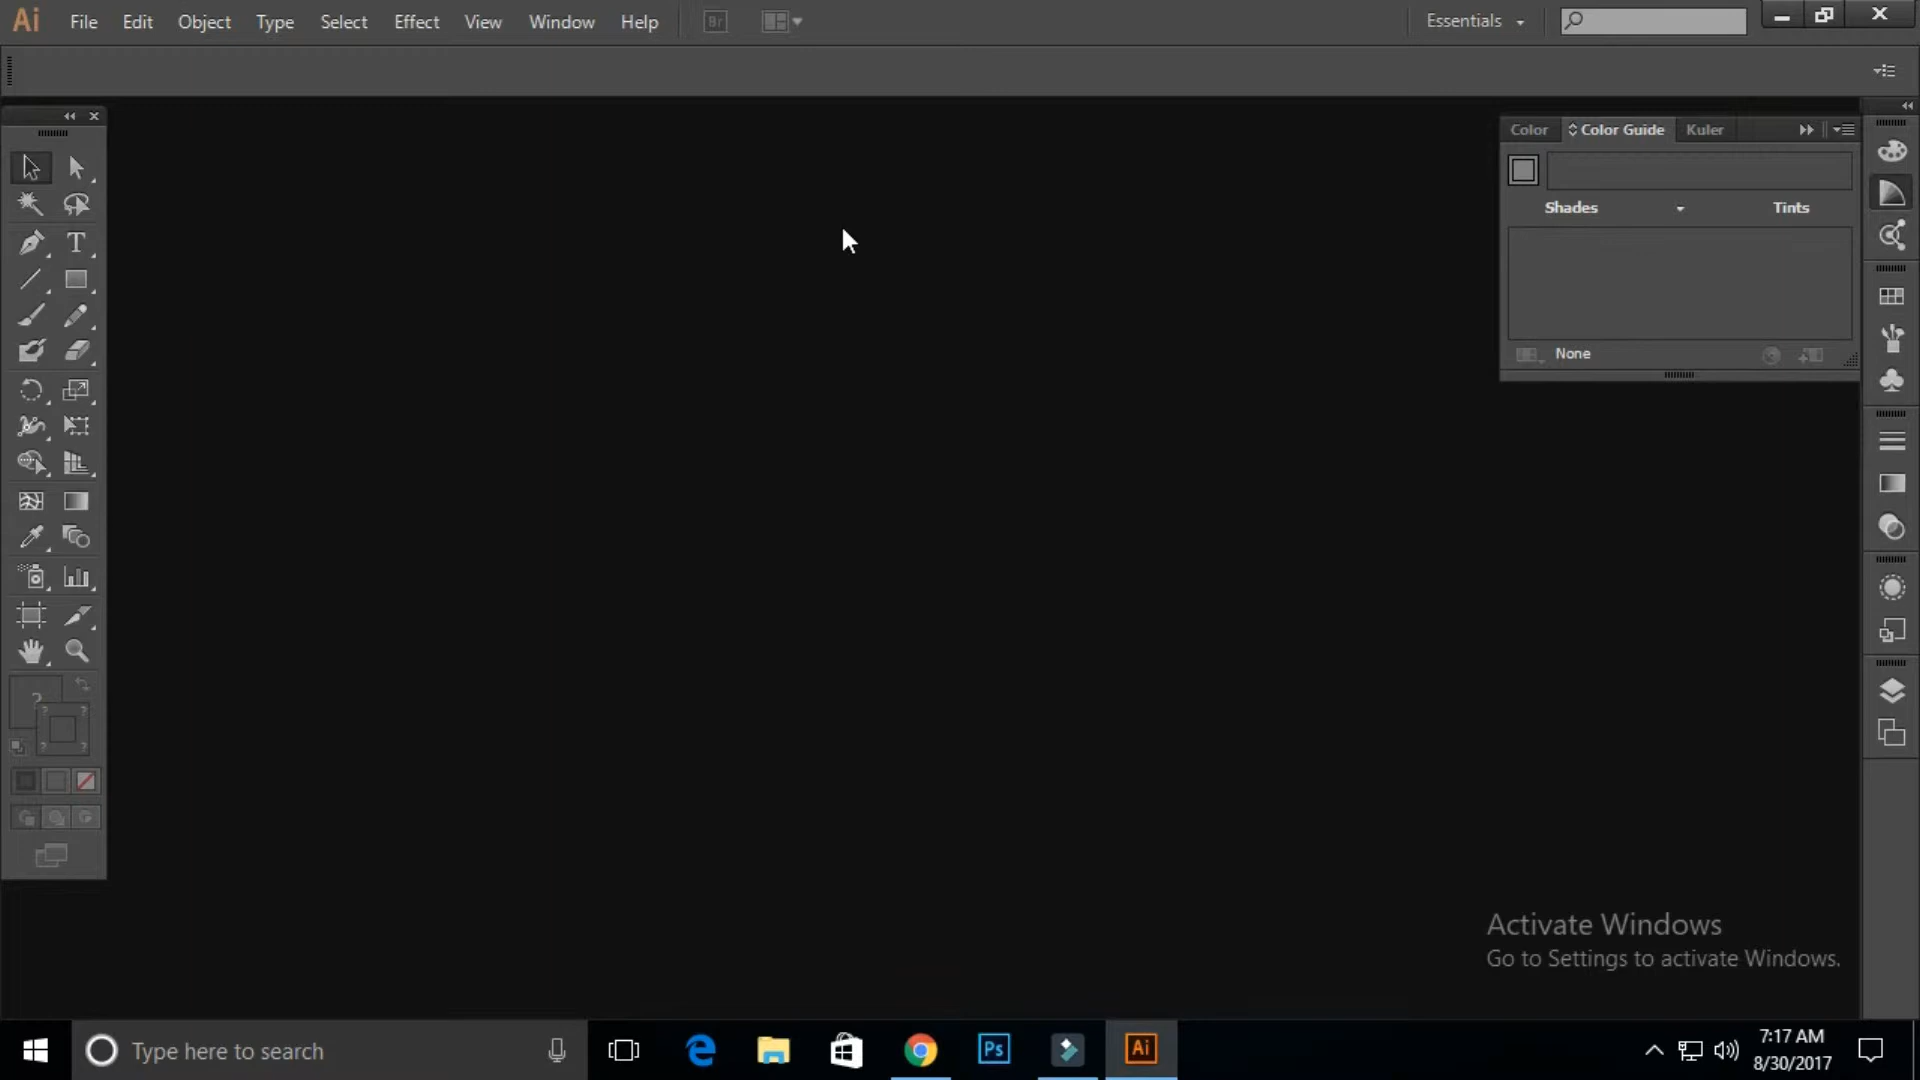 Ai File Edit Object Type Select Effect View Window Help Br Essentials
Color Color Guide Kuler
Shades Tints
None
T
? ? ?
? ?
Activate Windows
Go to Settings to activate Windows.
Type here to search
Ps Ai
7:17 AM
8/30/2017